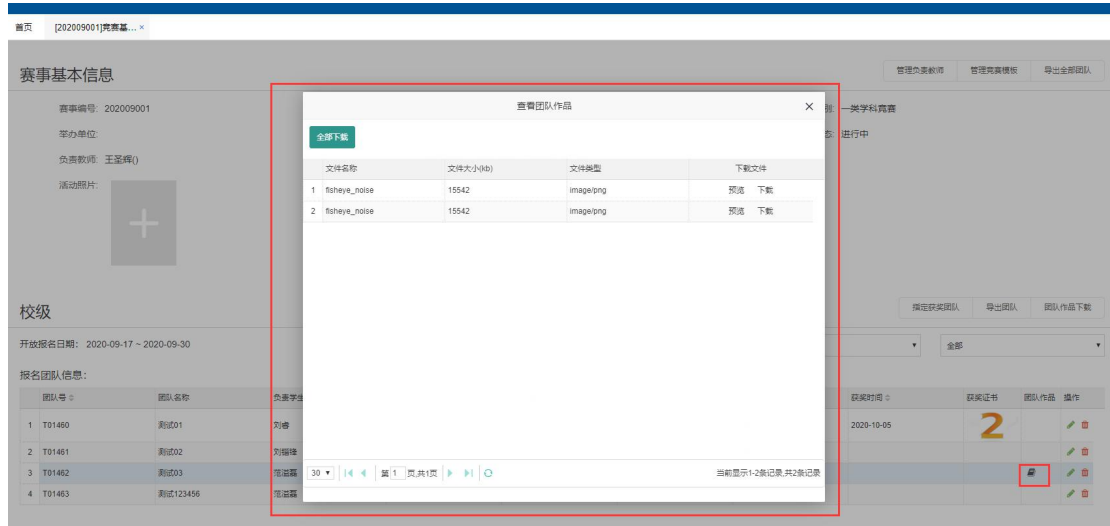 首页 [202009001]竞赛基... ×
赛事基本信息 管理负责教师 管理竞赛模板 导出全部团队
赛事编号: 202009001 别: 一类学科竞赛
举办单位: 态: 进行中
负责教师: 王圣辉()
活动照片:
查看团队作品 ×
全部下载
文件名称 文件大小(kb) 文件类型 下载文件
1 fisheye_noise 15542 image/png 预览 下载
2 fisheye_noise 15542 image/png 预览 下载
30 第 1 页,共1页 当前显示1-2条记录,共2条记录
校级 指定获奖团队 导出团队 团队作品下载
开放报名日期: 2020-09-17 ~ 2020-09-30 全部
报名团队信息:
团队号 团队名称 负责学生 获奖时间 获奖证书 团队作品 操作
1 T01460 测试01 刘睿 2020-10-05 2
2 T01461 测试02
3 T01462 测试03 范溢磊
4 T01463 测试123456 范溢磊